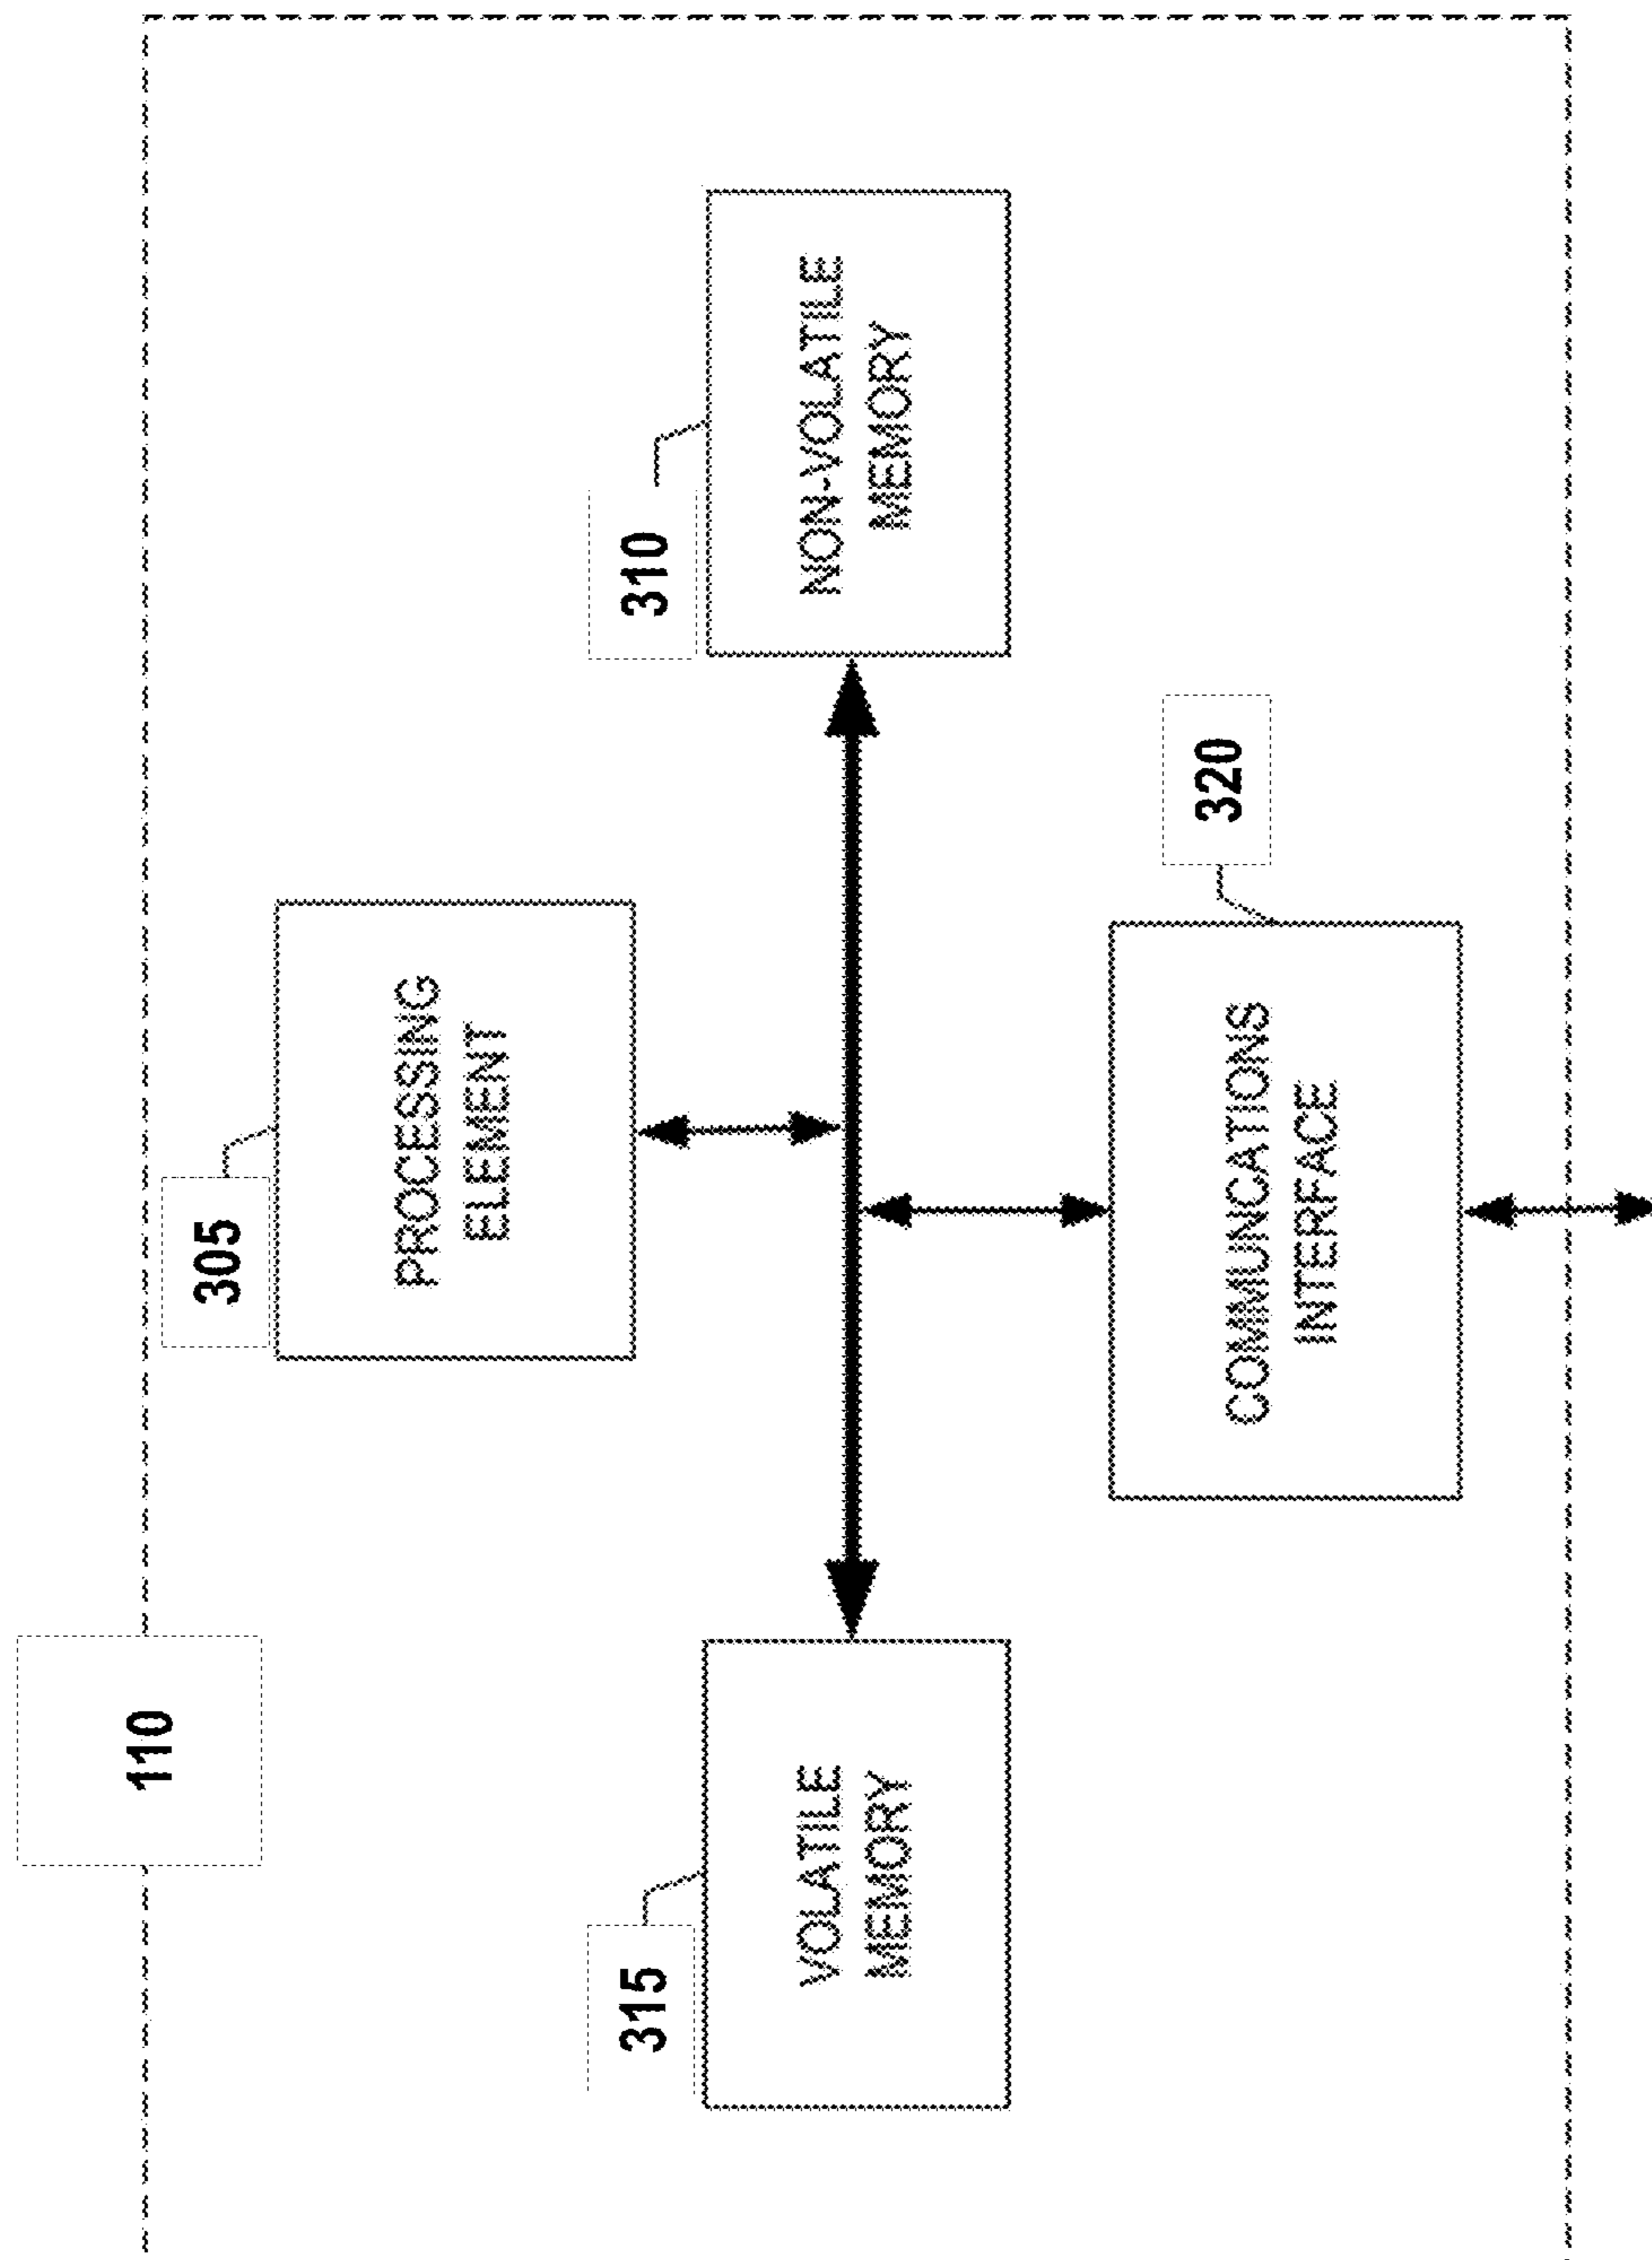 110
305
PROCESSING
ELEMENT
315
VOLATILE
MEMORY
310
NON-VOLATILE
MEMORY
320
COMMUNCATIONS
INTERFACE